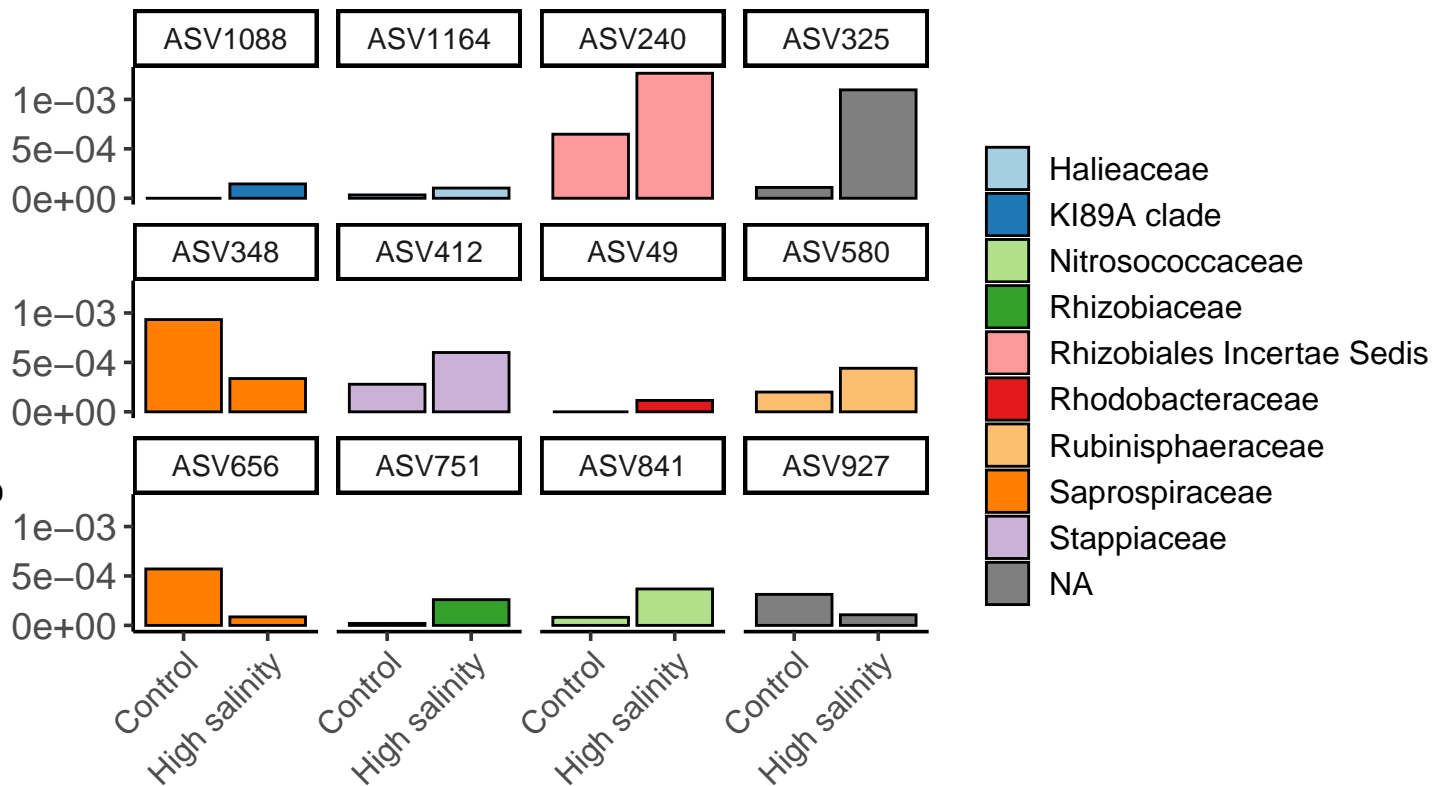 ASV1088 ASV1164 ASV240 ASV325
1e−03
5e−04
0e+00
ASV348 ASV412 ASV49 ASV580
1e−03
5e−04
0e+00
ASV656 ASV751 ASV841 ASV927
1e−03
5e−04
0e+00
Control High salinity Control High salinity Control High salinity Control High salinity
Halieaceae
KI89A clade
Nitrosococcaceae
Rhizobiaceae
Rhizobiales Incertae Sedis
Rhodobacteraceae
Rubinisphaeraceae
Saprospiraceae
Stappiaceae
NA